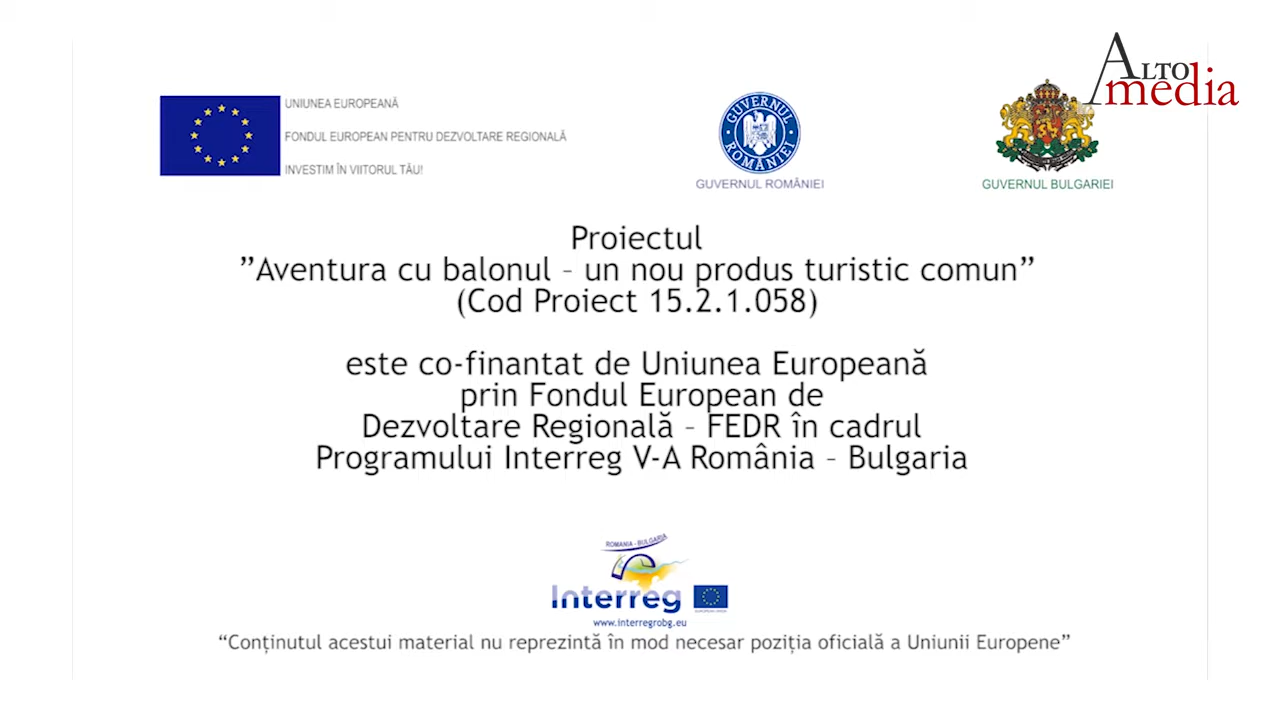 ALTO
media
UNIUNEA EUROPEANĂ
FONDUL EUROPEAN PENTRU DEZVOLTARE REGIONALĂ
INVESTIM ÎN VIITORUL TĂU!
GUVERNUL ROMÂNIEI
GUVERNUL ROMÂNIEI
GUVERNUL BULGARIEI
Proiectul
”Aventura cu balonul – un nou produs turistic comun”
(Cod Proiect 15.2.1.058)
este co-finantat de Uniunea Europeană
prin Fondul European de
Dezvoltare Regională – FEDR în cadrul
Programului Interreg V-A România – Bulgaria
ROMANIA - BULGARIA
Interreg
www.interregrobg.eu
“Conținutul acestui material nu reprezintă în mod necesar poziția oficială a Uniunii Europene”